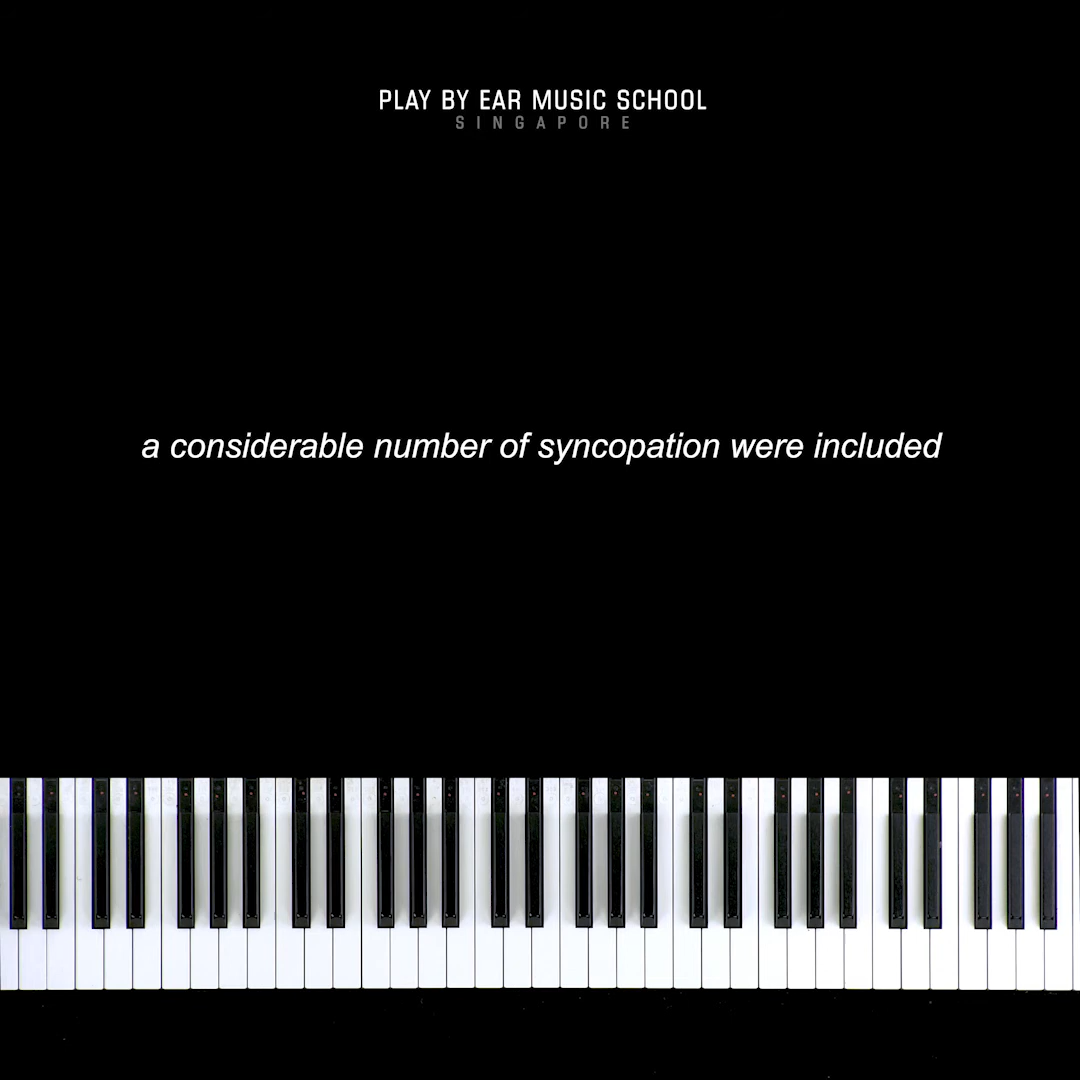 PLAY BY EAR MUSIC SCHOOL
SINGAPORE
a considerable number of syncopation were included